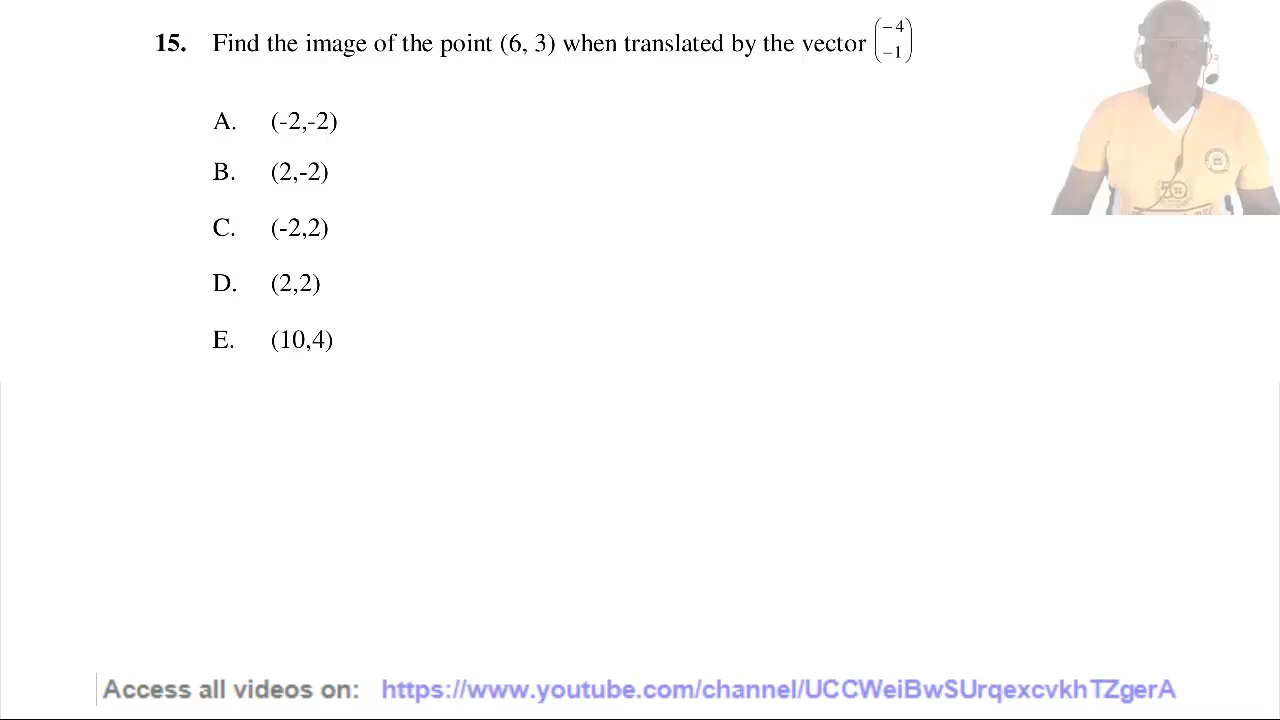 15. Find the image of the point (6, 3) when translated by the vector (−4
−1)
A. (-2,-2)
B. (2,-2)
C. (-2,2)
D. (2,2)
E. (10,4)
50
Access all videos on: https://www.youtube.com/channel/UCCWeiBwSUrqexcvkhTZgerA